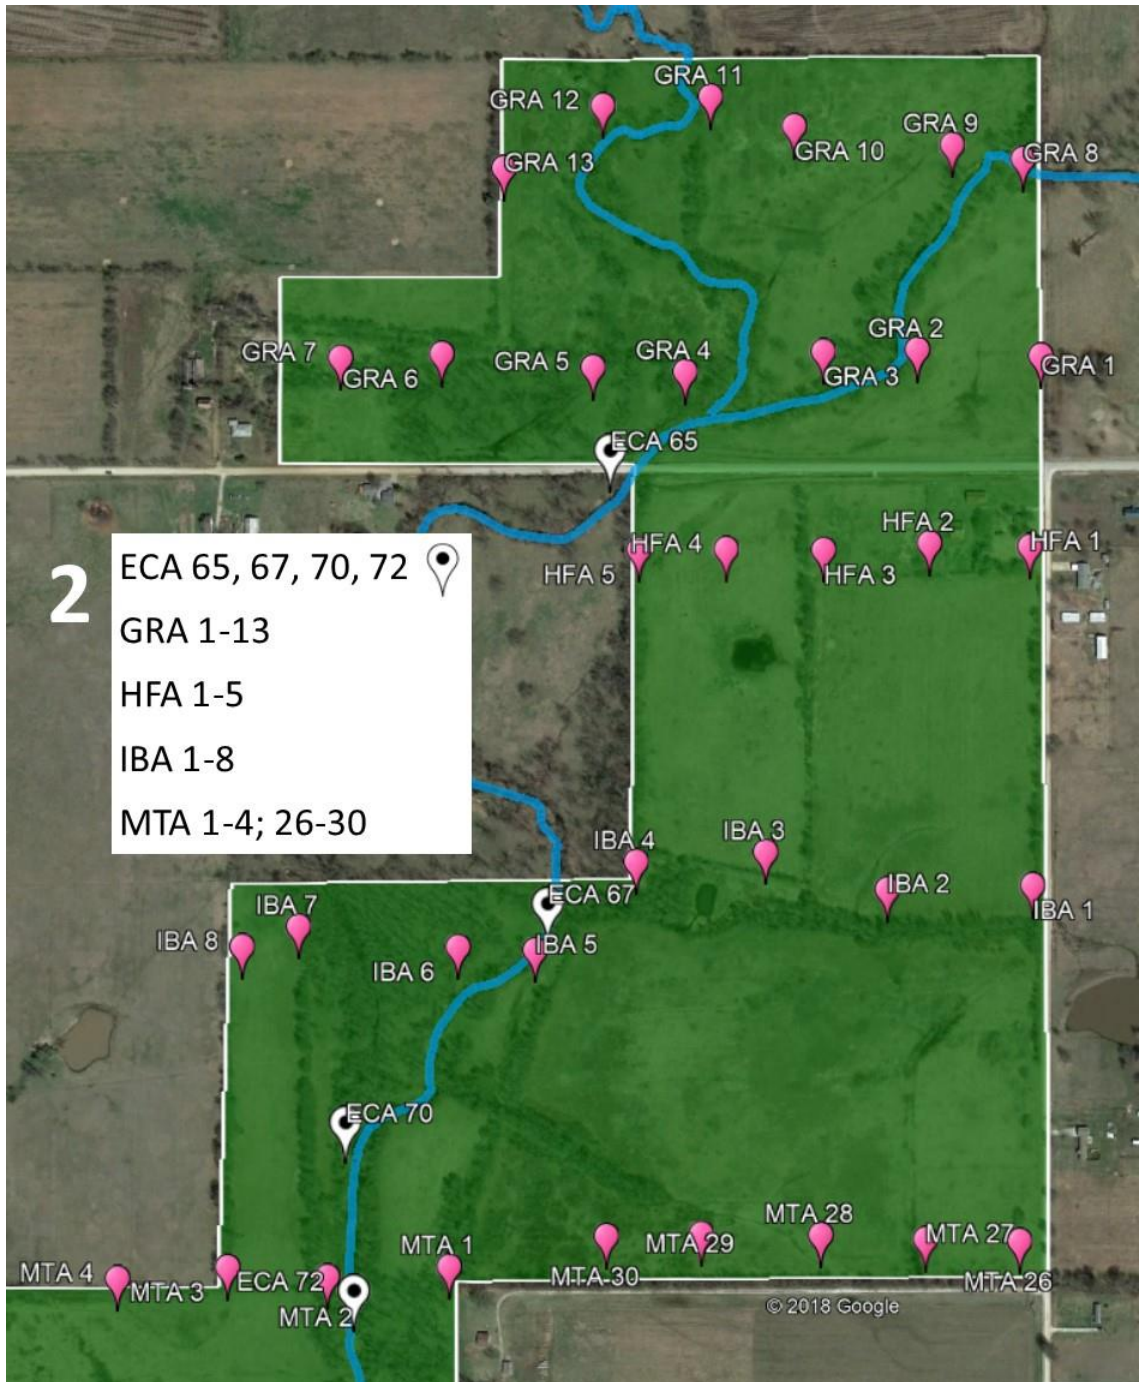 GRA 11
GRA 12
GRA 9
GRA 10
GRA 8
GRA 13
GRA 2
GRA 7
GRA 6
GRA 5
GRA 4
GRA 3
GRA 1
ECA 65
HFA 2
HFA 4
HFA 1
HFA 5
HFA 3
2
ECA 65, 67, 70, 72
GRA 1-13
HFA 1-5
IBA 1-8
MTA 1-4; 26-30
IBA 4
IBA 3
IBA 2
ECA 67
IBA 7
IBA 1
IBA 8
IBA 5
IBA 6
ECA 70
MTA 28
MTA 27
MTA 1
MTA 29
MTA 4
MTA 3
ECA 72
MTA 30
MTA 26
MTA 2
© 2018 Google